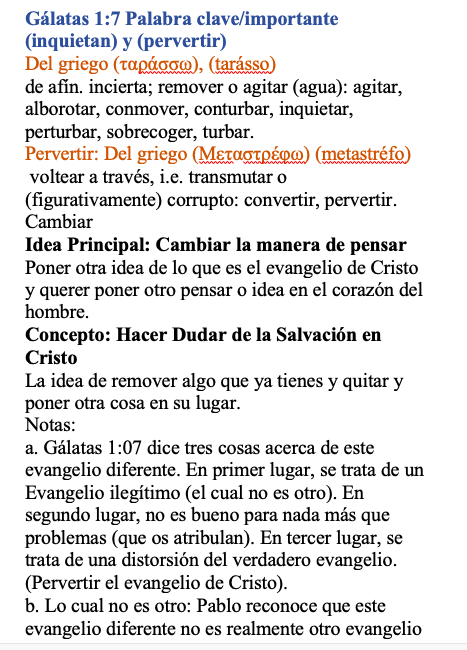 Gálatas 1:7 Palabra clave/importante
(inquietan) y (pervertir)
Del griego (ταράσσω), (tarásso)
de afín. incierta; remover o agitar (agua): agitar,
alborotar, conmover, conturbar, inquietar,
perturbar, sobrecoger, turbar.
Pervertir: Del griego (Μεταστρέφω) (metastréfo)
voltear a través, i.e. transmutar o
(figurativamente) corrupto: convertir, pervertir.
Cambiar
Idea Principal: Cambiar la manera de pensar
Poner otra idea de lo que es el evangelio de Cristo
y querer poner otro pensar o idea en el corazón del
hombre.
Concepto: Hacer Dudar de la Salvación en
Cristo
La idea de remover algo que ya tienes y quitar y
poner otra cosa en su lugar.
Notas:
a. Gálatas 1:07 dice tres cosas acerca de este
evangelio diferente. En primer lugar, se trata de un
Evangelio ilegítimo (el cual no es otro). En
segundo lugar, no es bueno para nada más que
problemas (que os atribulan). En tercer lugar, se
trata de una distorsión del verdadero evangelio.
(Pervertir el evangelio de Cristo).
b. Lo cual no es otro: Pablo reconoce que este
evangelio diferente no es realmente otro evangelio